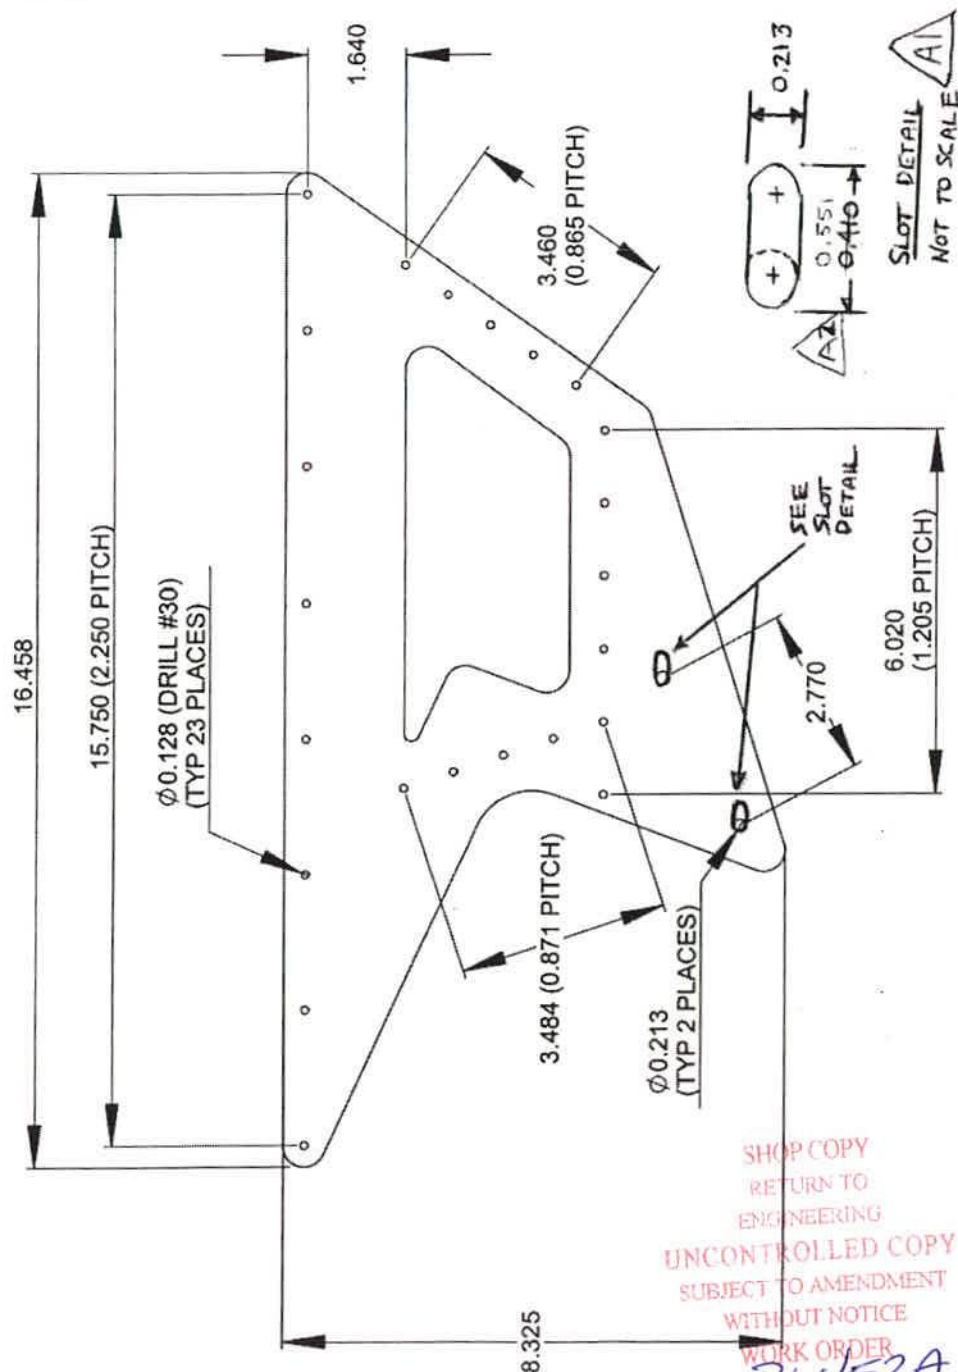 16.458
15.750 (2.250 PITCH)
Ø0.128 (DRILL #30)
(TYP 23 PLACES)
1.640
3.460
(0.865 PITCH)
0.213
0.551
0.410
A2
SLOT DETAIL
NOT TO SCALE
A1
SEE
SLOT
DETAIL
2.770
6.020
(1.205 PITCH)
3.484 (0.871 PITCH)
Ø0.213
(TYP 2 PLACES)
8.325
SHOP COPY
RETURN TO
ENGINEERING
UNCONTROLLED COPY
SUBJECT TO AMENDMENT
WITHOUT NOTICE
WORK ORDER